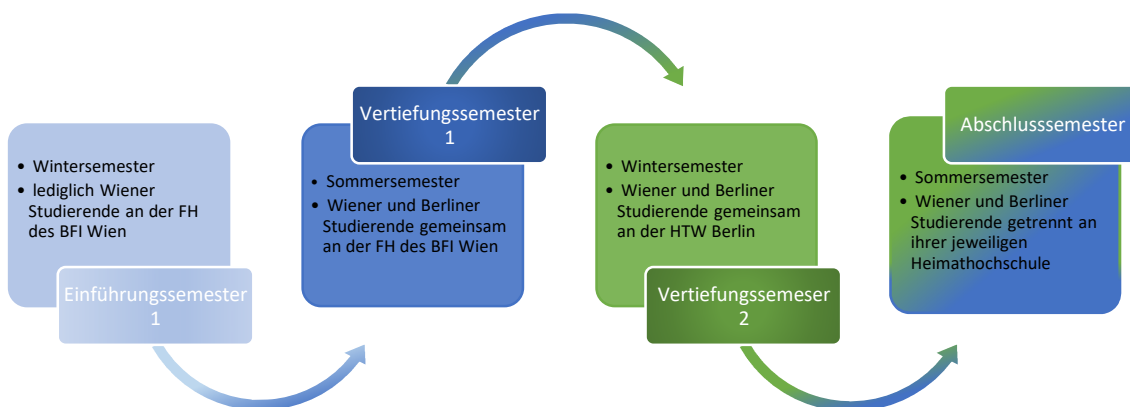 • Wintersemester
• lediglich Wiener
Studierende an der FH
des BFI Wien
Einführungssemester
1
Vertiefungssemester
1
• Sommersemester
• Wiener und Berliner
Studierende gemeinsam
an der FH des BFI Wien
• Wintersemester
• Wiener und Berliner
Studierende gemeinsam
an der HTW Berlin
Vertiefungssemeser
2
Abschlusssemester
• Sommersemester
• Wiener und Berliner
Studierende getrennt an
ihrer jeweiligen
Heimathochschule